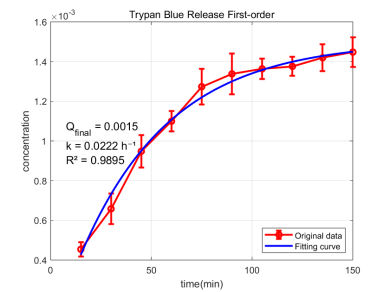 Trypan Blue Release First-order
×10⁻³
1.6
1.4
1.2
1
0.8
0.6
0.4
concentration
Q_final = 0.0015
k = 0.0222 h⁻¹
R² = 0.9895
Original data
Fitting curve
0 50 100 150
time(min)